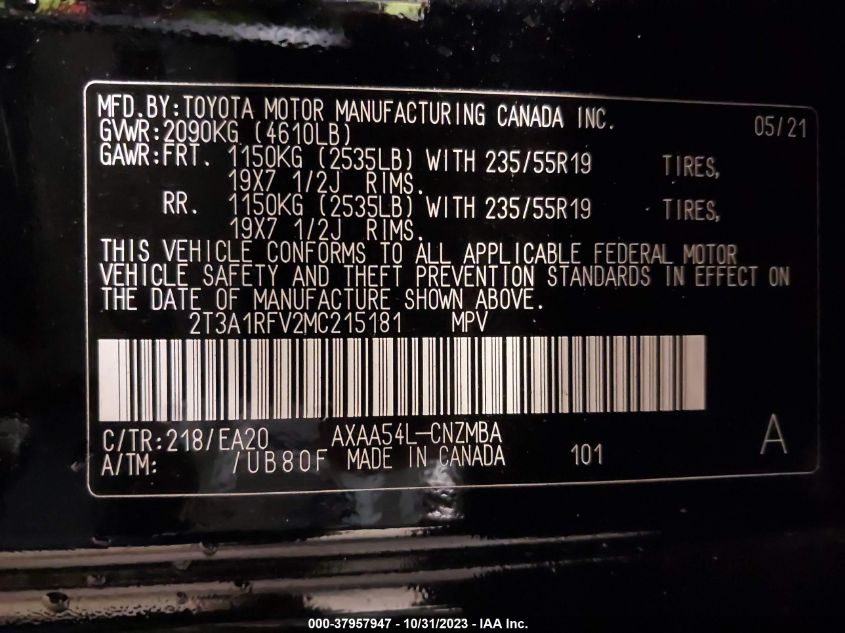 MFD.BY:TOYOTA MOTOR MANUFACTURING CANADA INC. 05/21
GVWR:2090KG (4610LB)
GAWR:FRT. 1150KG (2535LB) WITH 235/55R19 TIRES,
19X7 1/2J RIMS.
RR. 1150KG (2535LB) WITH 235/55R19 TIRES,
19X7 1/2J RIMS.
THIS VEHICLE CONFORMS TO ALL APPLICABLE FEDERAL MOTOR
VEHICLE SAFETY AND THEFT PREVENTION STANDARDS IN EFFECT ON
THE DATE OF MANUFACTURE SHOWN ABOVE.
2T3A1RFV2MC215181 MPV
C/TR:218/EA20 AXAA54L-CNZMBA A
A/TM: /UB80F MADE IN CANADA 101
000-37957947 - 10/31/2023 - IAA Inc.